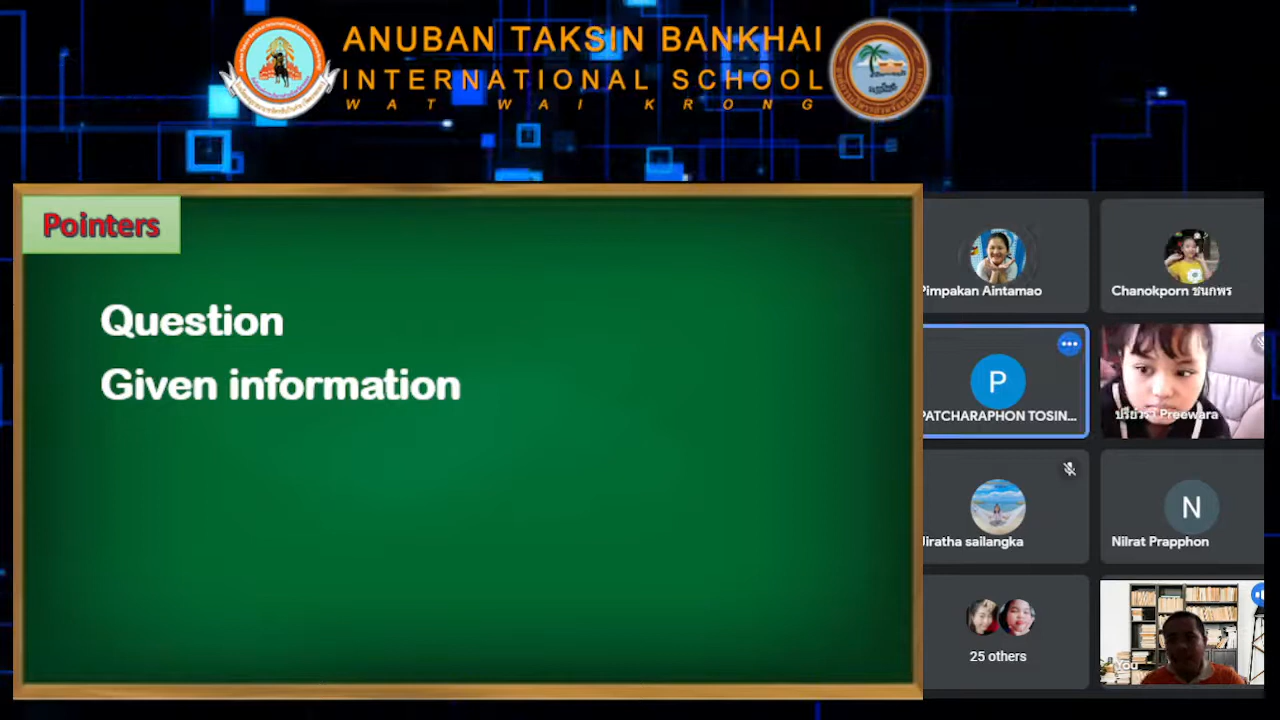 ANUBAN TAKSIN BANKHAI
INTERNATIONAL SCHOOL
WAT WAI KRONG
Pointers
Question
Given information
Pimpakan Aintamao
Chanokporn ชนกพร
P
PATCHARAPHON TOSIN...
Preewara
Jiratha sailangka
N
Nilrat Prapphon
25 others
You